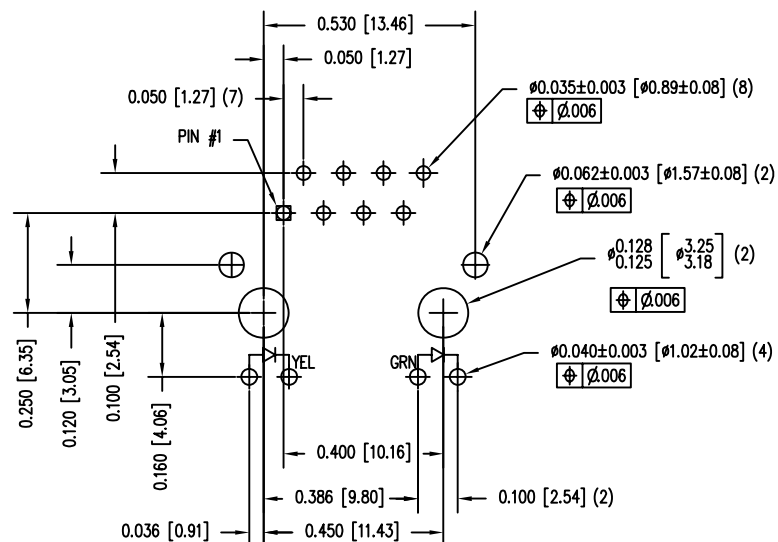 0.530 [13.46]
0.050 [1.27]
0.050 [1.27] (7)
ø0.035±0.003 [ø0.89±0.08] (8)
⌖ Ø.006
PIN #1
ø0.062±0.003 [ø1.57±0.08] (2)
⌖ Ø.006
ø0.128 [ø3.25] (2)
0.125 3.18
⌖ Ø.006
YEL
GRN
ø0.040±0.003 [ø1.02±0.08] (4)
⌖ Ø.006
0.250 [6.35]
0.120 [3.05]
0.100 [2.54]
0.160 [4.06]
0.400 [10.16]
0.386 [9.80]
0.100 [2.54] (2)
0.036 [0.91]
0.450 [11.43]